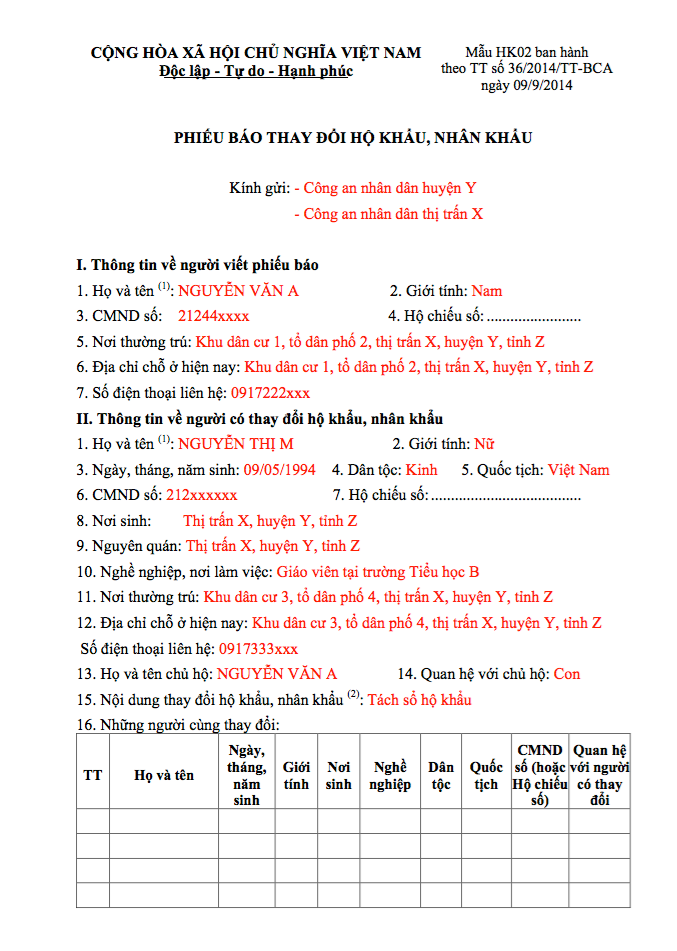 CỘNG HÒA XÃ HỘI CHỦ NGHĨA VIỆT NAM
Độc lập - Tự do - Hạnh phúc
Mẫu HK02 ban hành
theo TT số 36/2014/TT-BCA
ngày 09/9/2014
PHIẾU BÁO THAY ĐỔI HỘ KHẨU, NHÂN KHẨU
Kính gửi: - Công an nhân dân huyện Y
- Công an nhân dân thị trấn X
I. Thông tin về người viết phiếu báo
1. Họ và tên (1): NGUYỄN VĂN A 2. Giới tính: Nam
3. CMND số: 21244xxxx 4. Hộ chiếu số:........................
5. Nơi thường trú: Khu dân cư 1, tổ dân phố 2, thị trấn X, huyện Y, tỉnh Z
6. Địa chỉ chỗ ở hiện nay: Khu dân cư 1, tổ dân phố 2, thị trấn X, huyện Y, tỉnh Z
7. Số điện thoại liên hệ: 0917222xxx
II. Thông tin về người có thay đổi hộ khẩu, nhân khẩu
1. Họ và tên (1): NGUYỄN THỊ M 2. Giới tính: Nữ
3. Ngày, tháng, năm sinh: 09/05/1994 4. Dân tộc: Kinh 5. Quốc tịch: Việt Nam
6. CMND số: 212xxxxxx 7. Hộ chiếu số:......................................
8. Nơi sinh: Thị trấn X, huyện Y, tỉnh Z
9. Nguyên quán: Thị trấn X, huyện Y, tỉnh Z
10. Nghề nghiệp, nơi làm việc: Giáo viên tại trường Tiểu học B
11. Nơi thường trú: Khu dân cư 3, tổ dân phố 4, thị trấn X, huyện Y, tỉnh Z
12. Địa chỉ chỗ ở hiện nay: Khu dân cư 3, tổ dân phố 4, thị trấn X, huyện Y, tỉnh Z
Số điện thoại liên hệ: 0917333xxx
13. Họ và tên chủ hộ: NGUYỄN VĂN A 14. Quan hệ với chủ hộ: Con
15. Nội dung thay đổi hộ khẩu, nhân khẩu (2): Tách sổ hộ khẩu
16. Những người cùng thay đổi:
TT
Họ và tên
Ngày,
tháng,
năm
sinh
Giới
tính
Nơi
sinh
Nghề
nghiệp
Dân
tộc
Quốc
tịch
CMND
số (hoặc
Hộ chiếu
số)
Quan hệ
với người
có thay
đổi